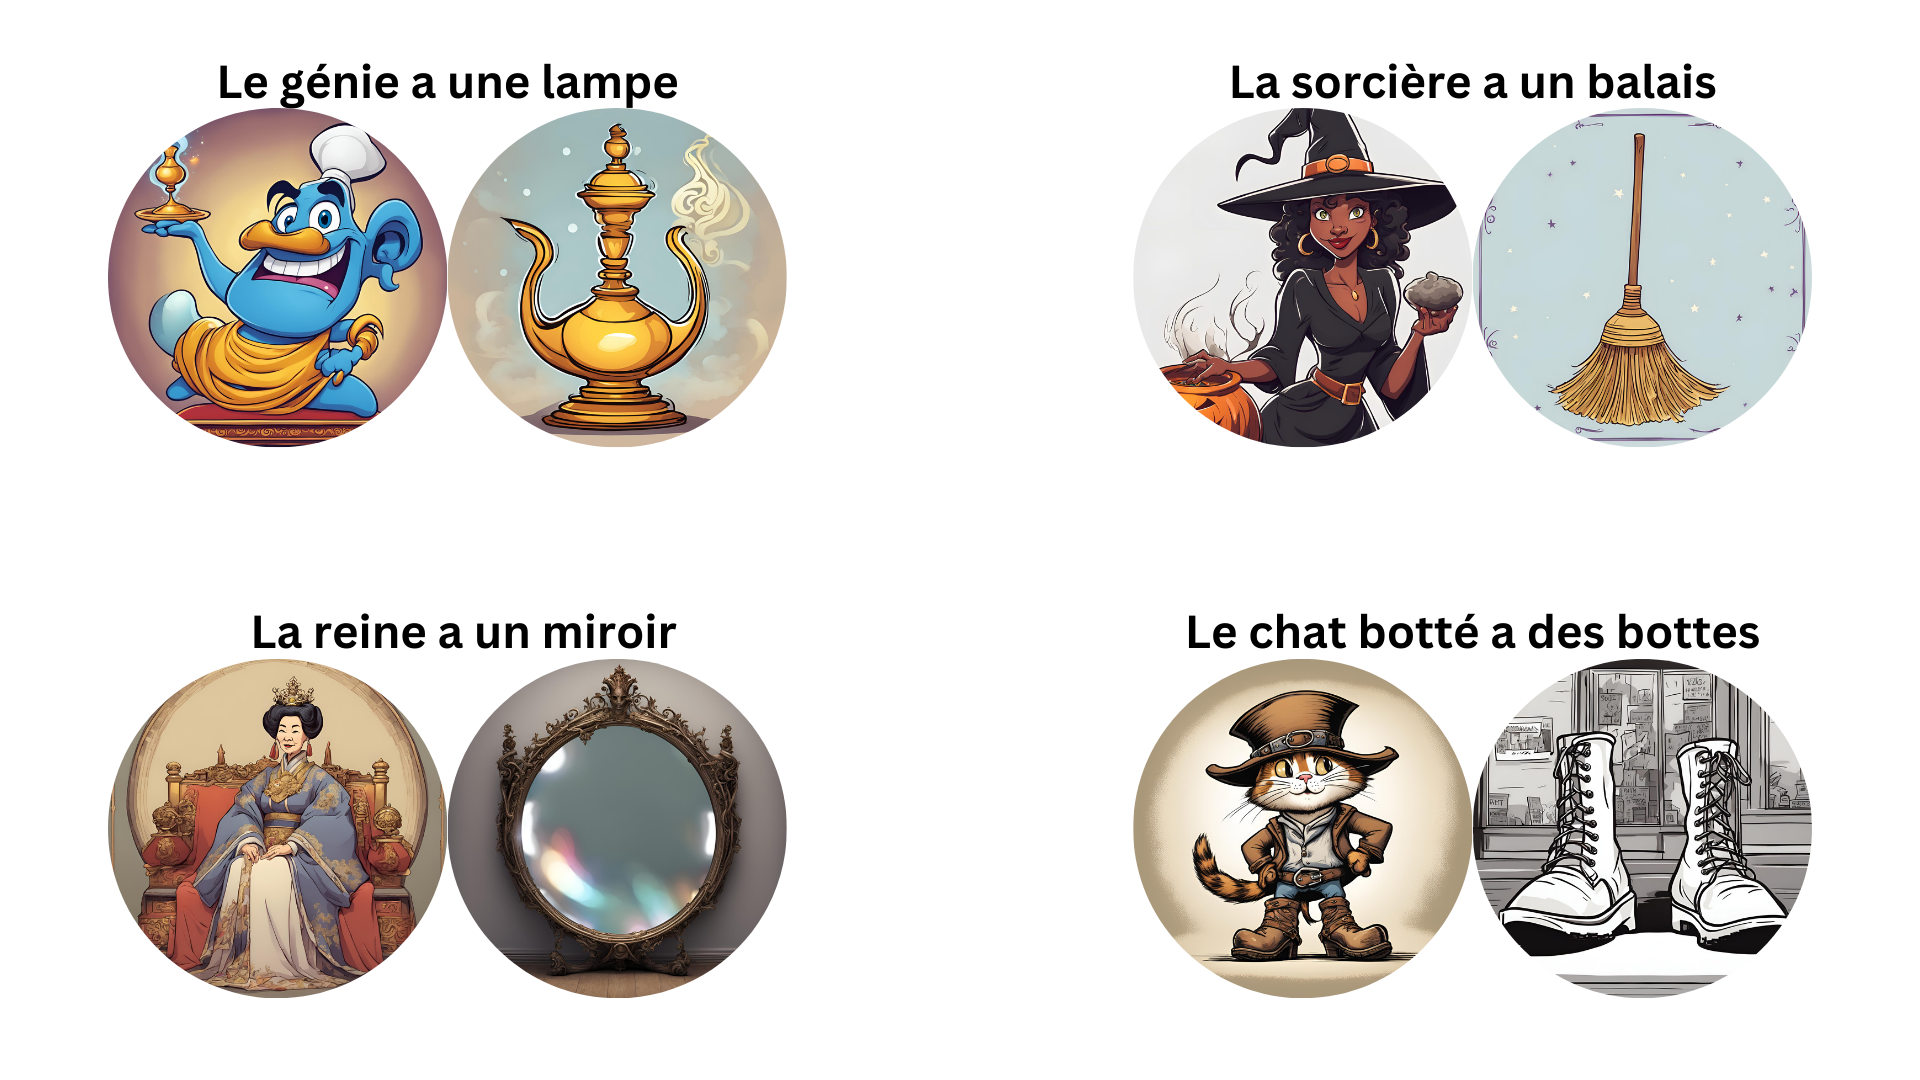 Le génie a une lampe
La sorcière a un balais
La reine a un miroir
Le chat botté a des bottes